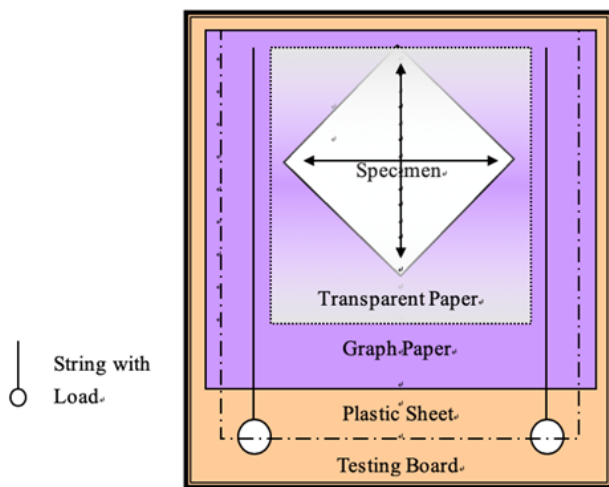 Specimen
Transparent Paper
Graph Paper
String with
Load
Plastic Sheet
Testing Board